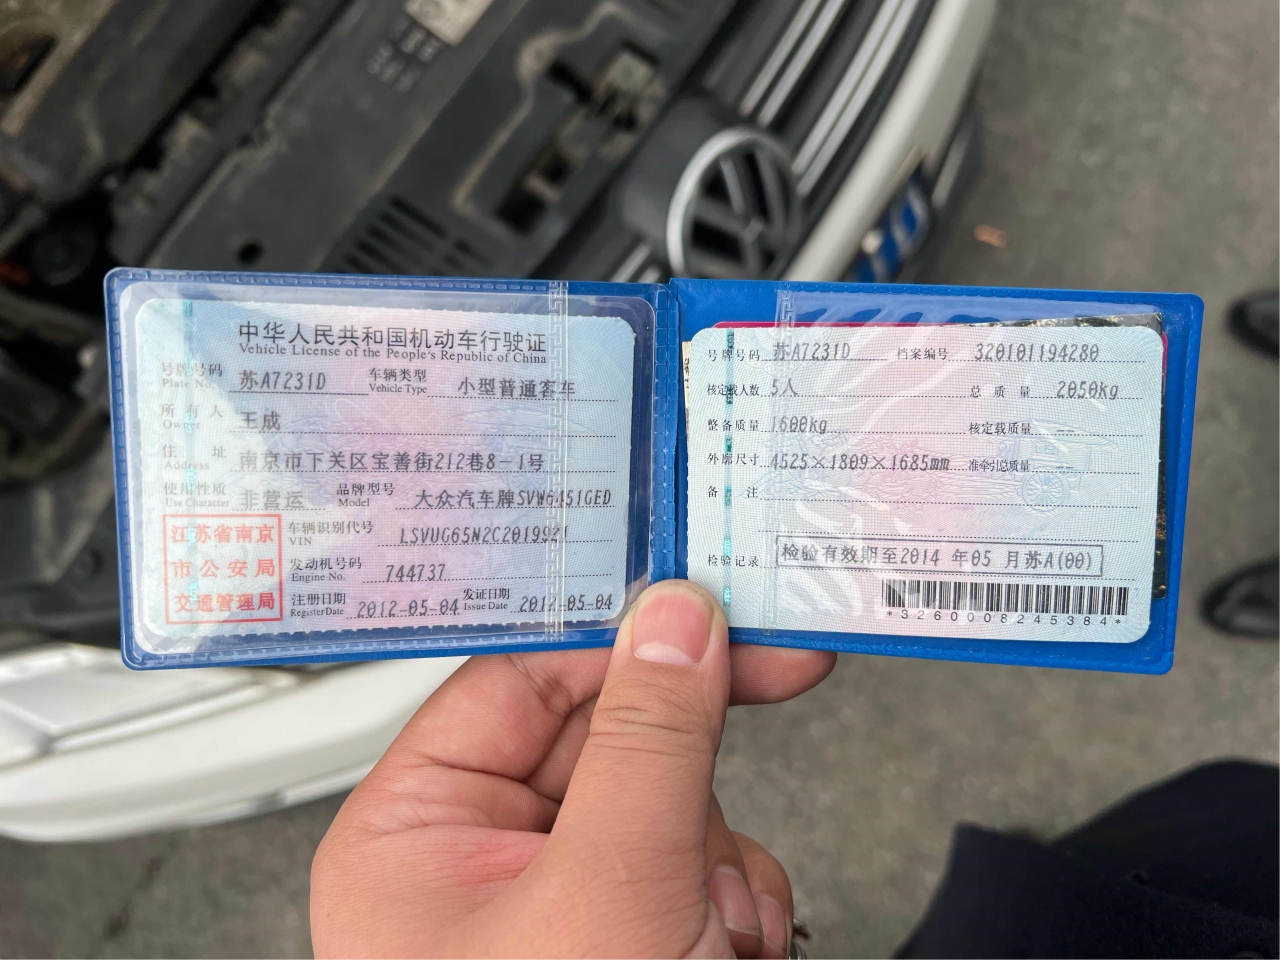 中华人民共和国机动车行驶证
Vehicle License of the People's Republic of China
号牌号码 苏A7231D 车辆类型 小型普通客车
Plate No. Vehicle Type
所有人 王成
Owner
住址 南京市下关区宝善街212巷8-1号
Address
使用性质 非营运 品牌型号 大众汽车牌SVW6451GED
Use Character Model
江苏省南京
市公安局
交通管理局
车辆识别代号 LSVUG65N2C2019921
VIN
发动机号码 744737
Engine No.
注册日期 2012-05-04 发证日期 2012-05-04
Register Date Issue Date
号牌号码 苏A7231D 档案编号 320101194280
核定载人数 5人 总质量 2050kg
整备质量 1600kg 核定载质量 --
外廓尺寸 4525×1809×1685mm 准牵引总质量 --
备注
检验记录 检验有效期至2014年05月苏A(00)
*3260008245384*